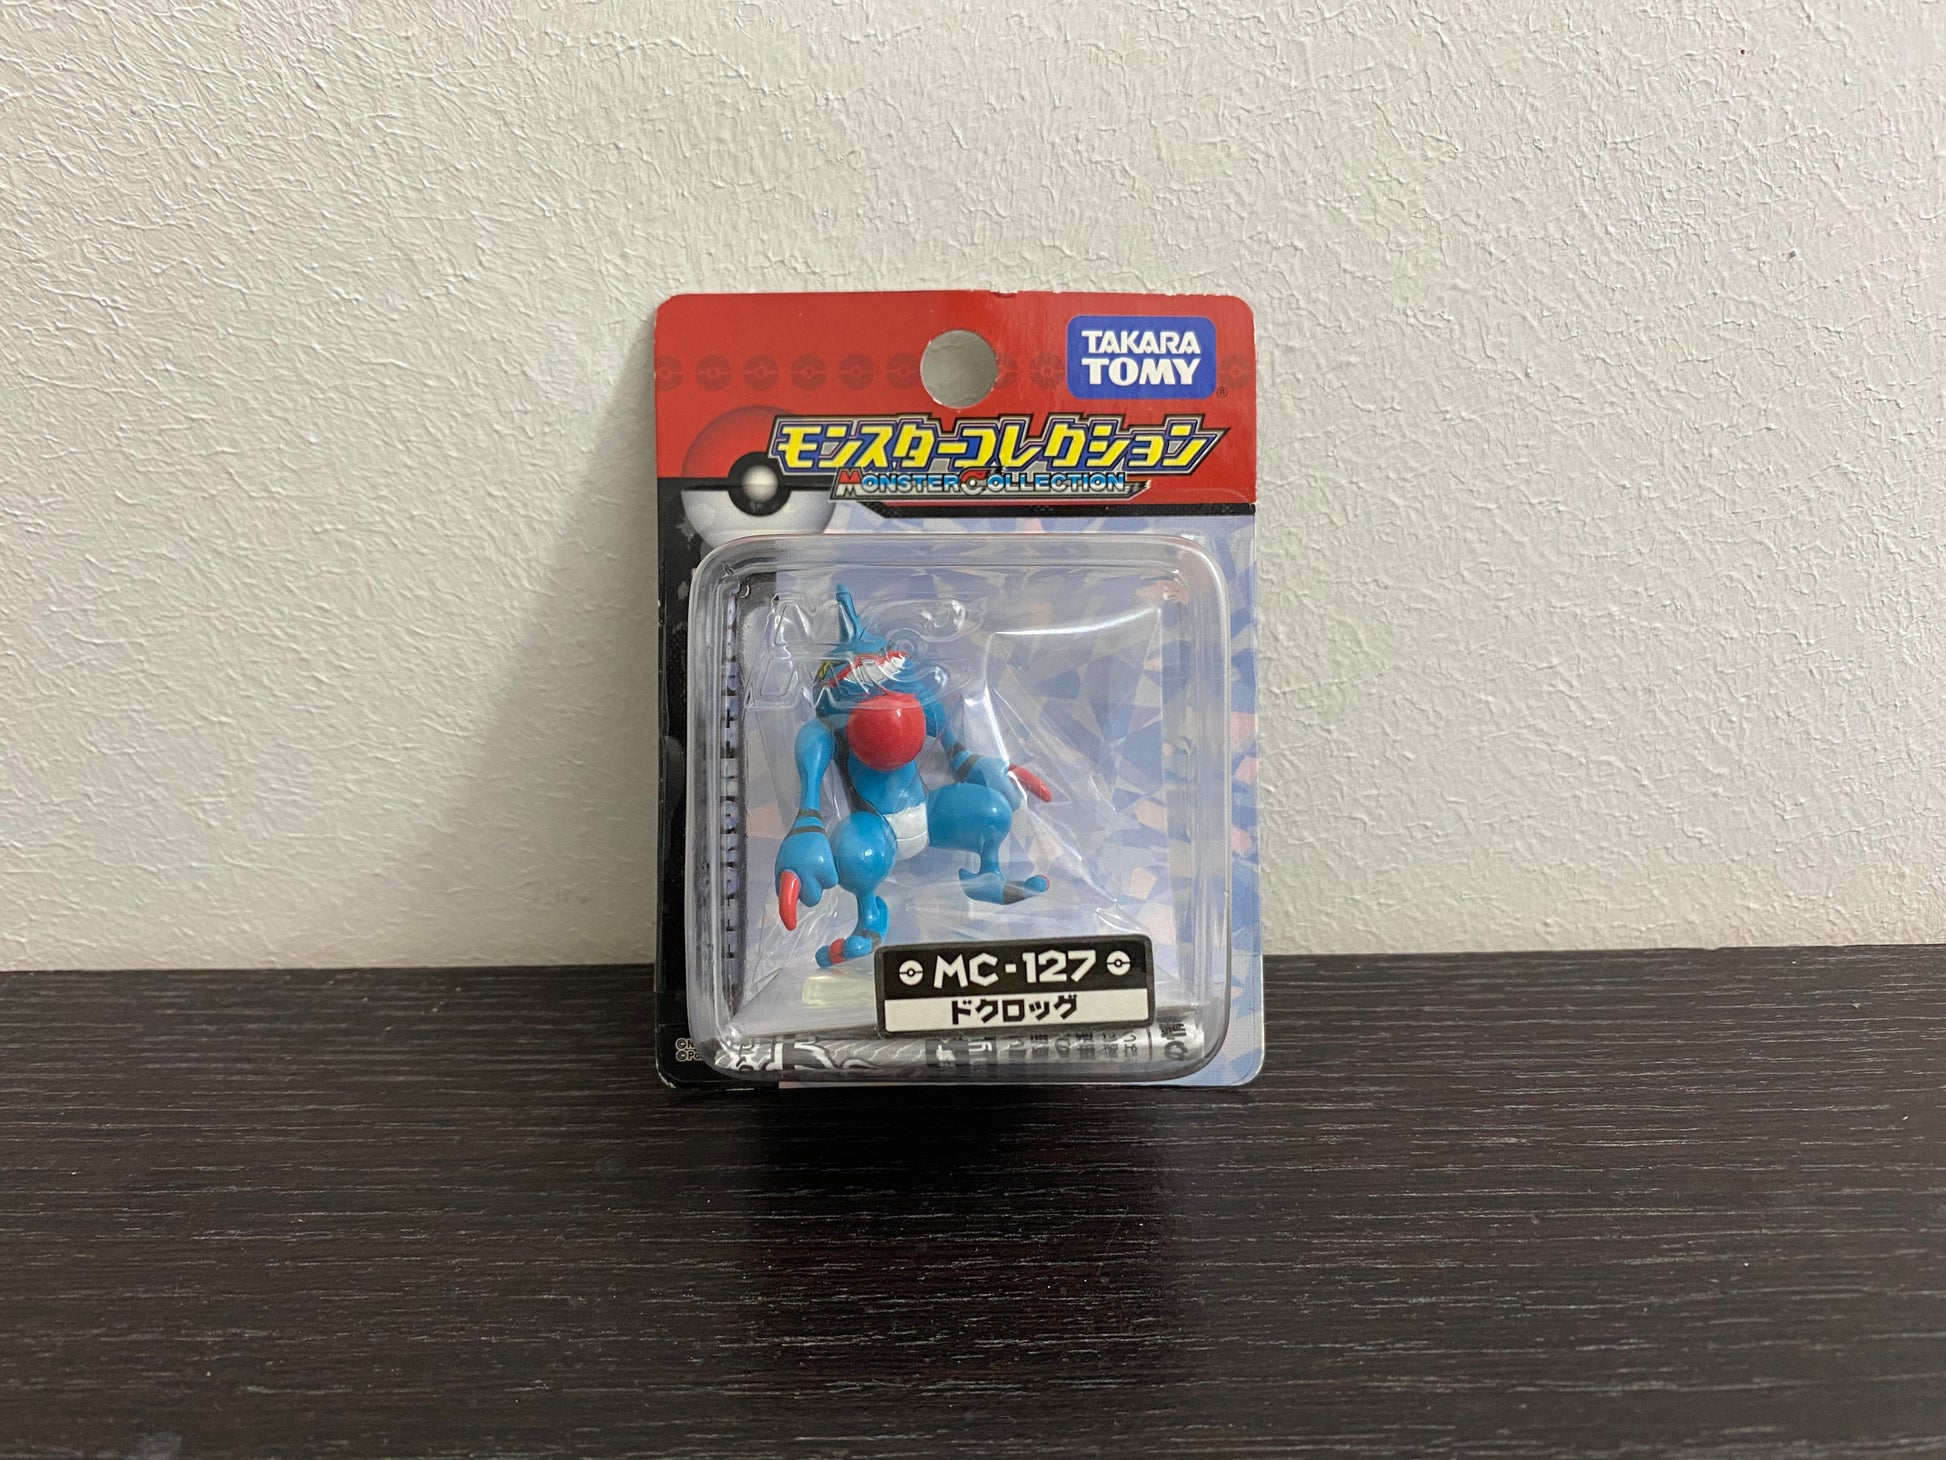 TAKARA
TOMY
®
モンスターコレクション
MONSTER COLLECTION
MC-127
ドクロッグ